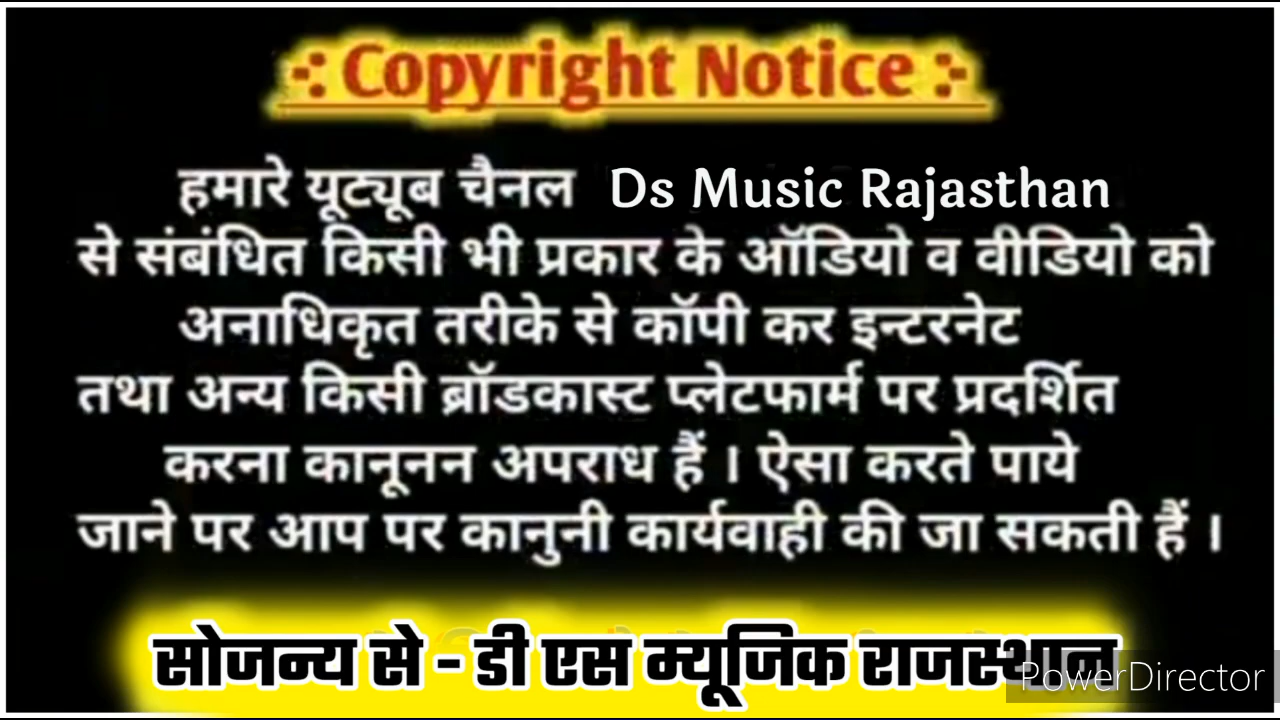 -: Copyright Notice :-
हमारे यूट्यूब चैनल Ds Music Rajasthan
से संबंधित किसी भी प्रकार के ऑडियो व वीडियो को
अनाधिकृत तरीके से कॉपी कर इन्टरनेट
तथा अन्य किसी ब्रॉडकास्ट प्लेटफार्म पर प्रदर्शित
करना कानूनन अपराध हैं । ऐसा करते पाये
जाने पर आप पर कानुनी कार्यवाही की जा सकती हैं ।
सोजन्य से - डी एस म्यूजिक राजस्थान
PowerDirector